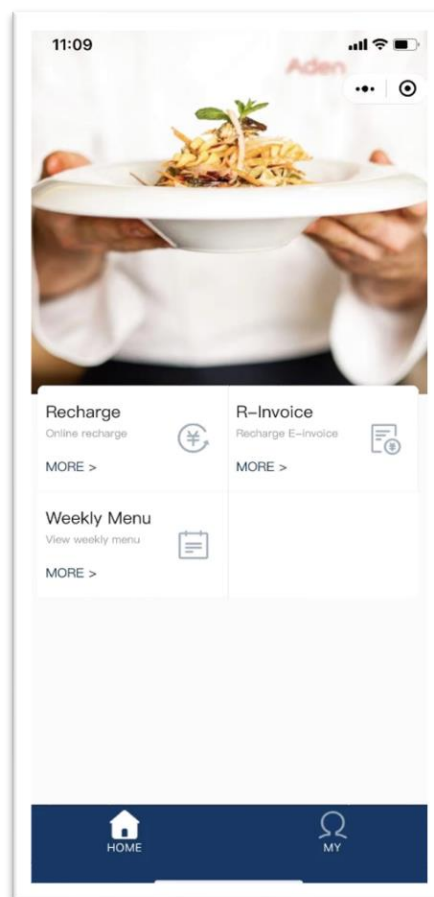 11:09
Aden
Recharge
Online recharge
MORE >
R-Invoice
Recharge E-invoice
MORE >
Weekly Menu
View weekly menu
MORE >
HOME
MY